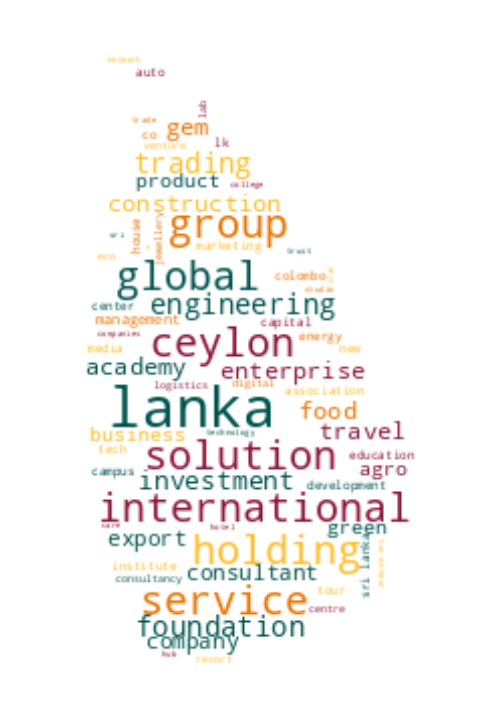 network
auto
lab
trade
gem
co
lk
venture
trading
product
college
construction
group
house
jewellery
sri
marketing
trust
eco
global
colombo
studio
center
engineering
management
capital
companies
ceylon
energy
media
new
academy
enterprise
logistics
digital
association
lanka
food
business
technology
travel
tech
solution
education
campus
investment
agro
development
international
care
hotel
green
export
holding
sri lanka
institute
consultant
consultancy
tour
service
centre
foundation
company
hub
resort